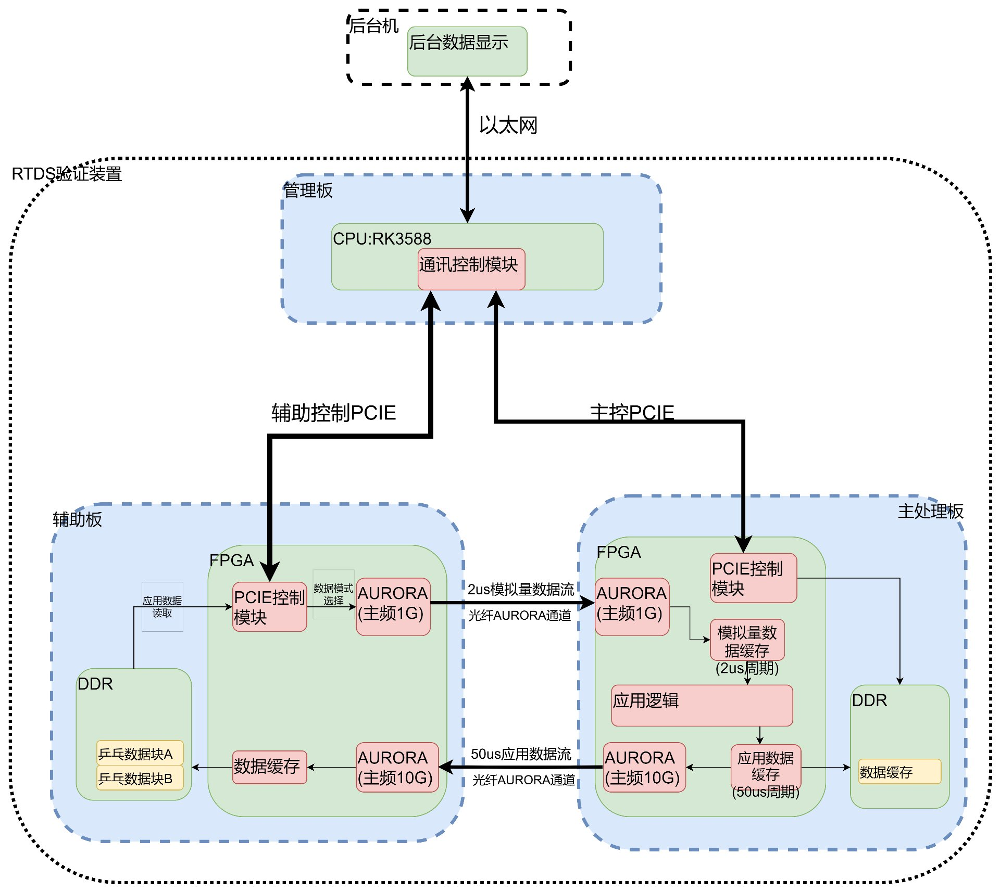 后台机
后台数据显示
以太网
RTDS验证装置
管理板
CPU:RK3588
通讯控制模块
辅助控制PCIE
主控PCIE
辅助板
FPGA
应用数据
读取
PCIE控制
模块
数据模式
选择
AURORA
(主频1G)
DDR
乒乓数据块A
乒乓数据块B
数据缓存
AURORA
(主频10G)
2us模拟量数据流
光纤AURORA通道
50us应用数据流
光纤AURORA通道
主处理板
FPGA
PCIE控制
模块
AURORA
(主频1G)
模拟量数
据缓存
(2us周期)
应用逻辑
AURORA
(主频10G)
应用数据
缓存
(50us周期)
DDR
数据缓存